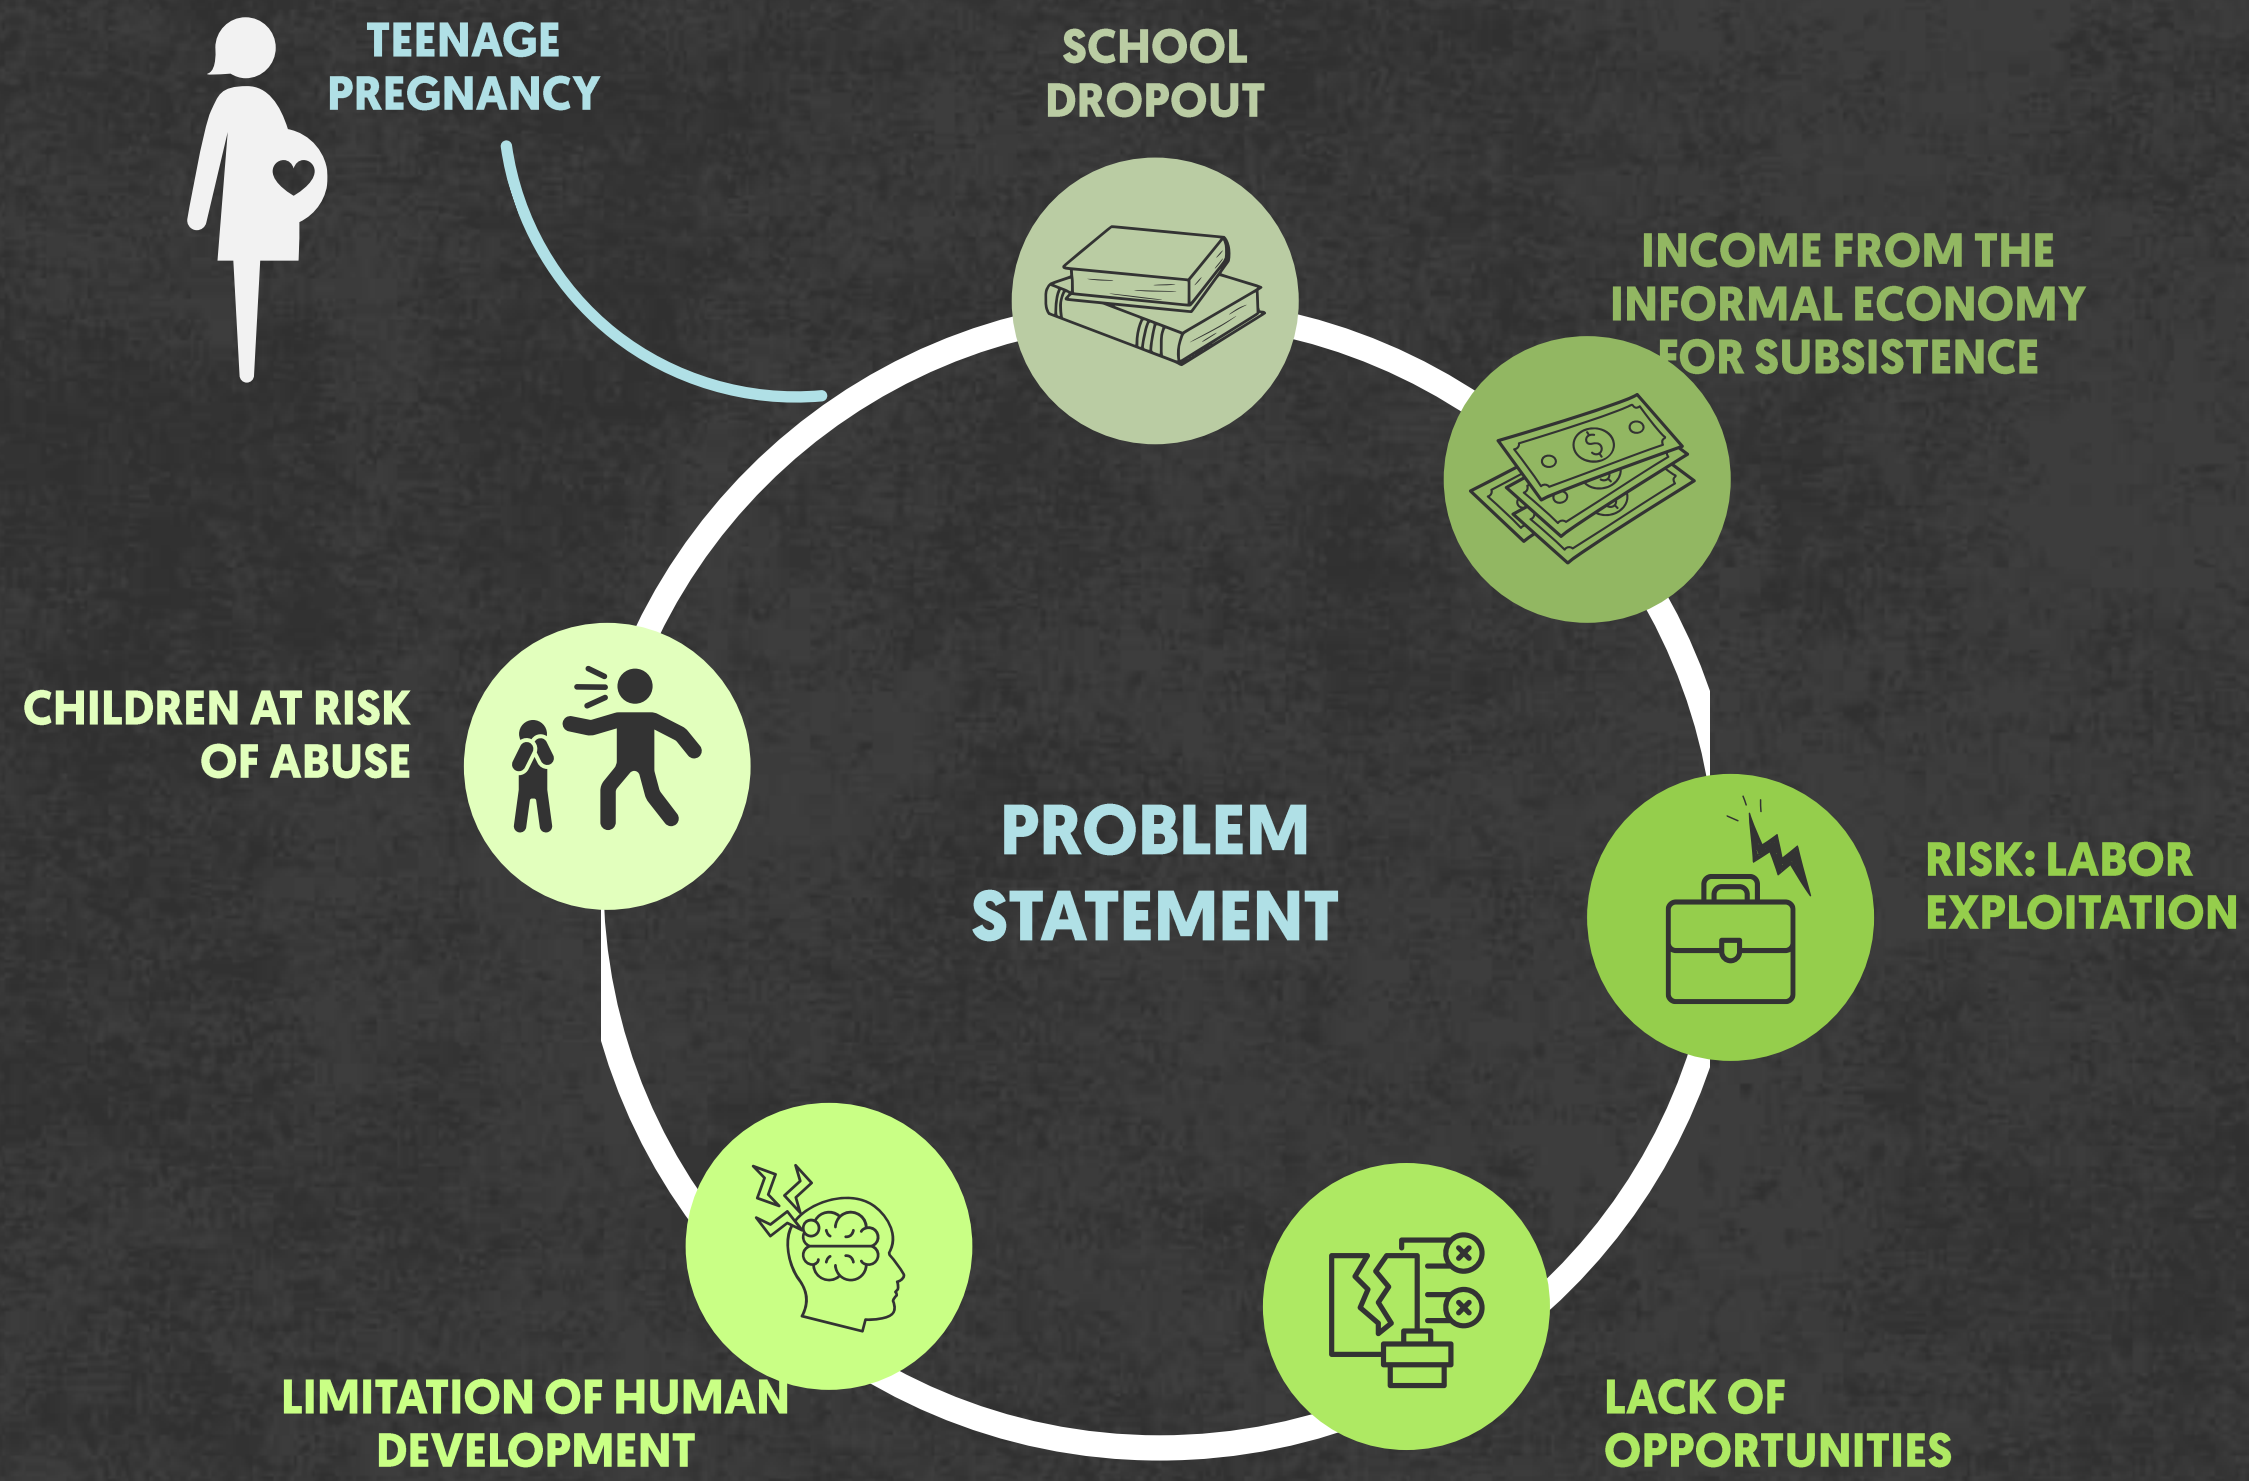 TEENAGE
PREGNANCY
SCHOOL
DROPOUT
INCOME FROM THE
INFORMAL ECONOMY
FOR SUBSISTENCE
RISK: LABOR
EXPLOITATION
LACK OF
OPPORTUNITIES
LIMITATION OF HUMAN
DEVELOPMENT
CHILDREN AT RISK
OF ABUSE
PROBLEM
STATEMENT